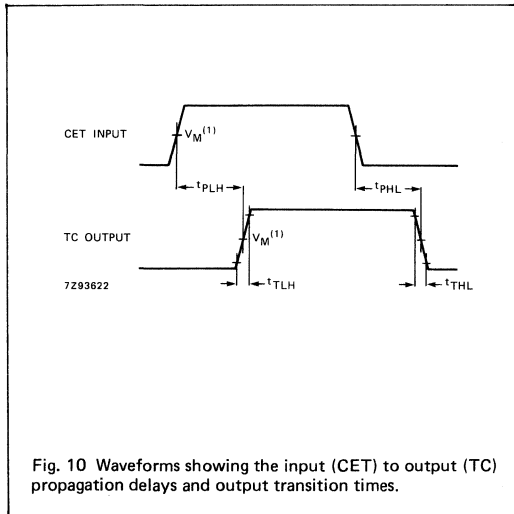 CET INPUT
V_M(1)
t_PLH
t_PHL
TC OUTPUT
V_M(1)
7Z93622
t_TLH
t_THL
Fig. 10 Waveforms showing the input (CET) to output (TC)
propagation delays and output transition times.